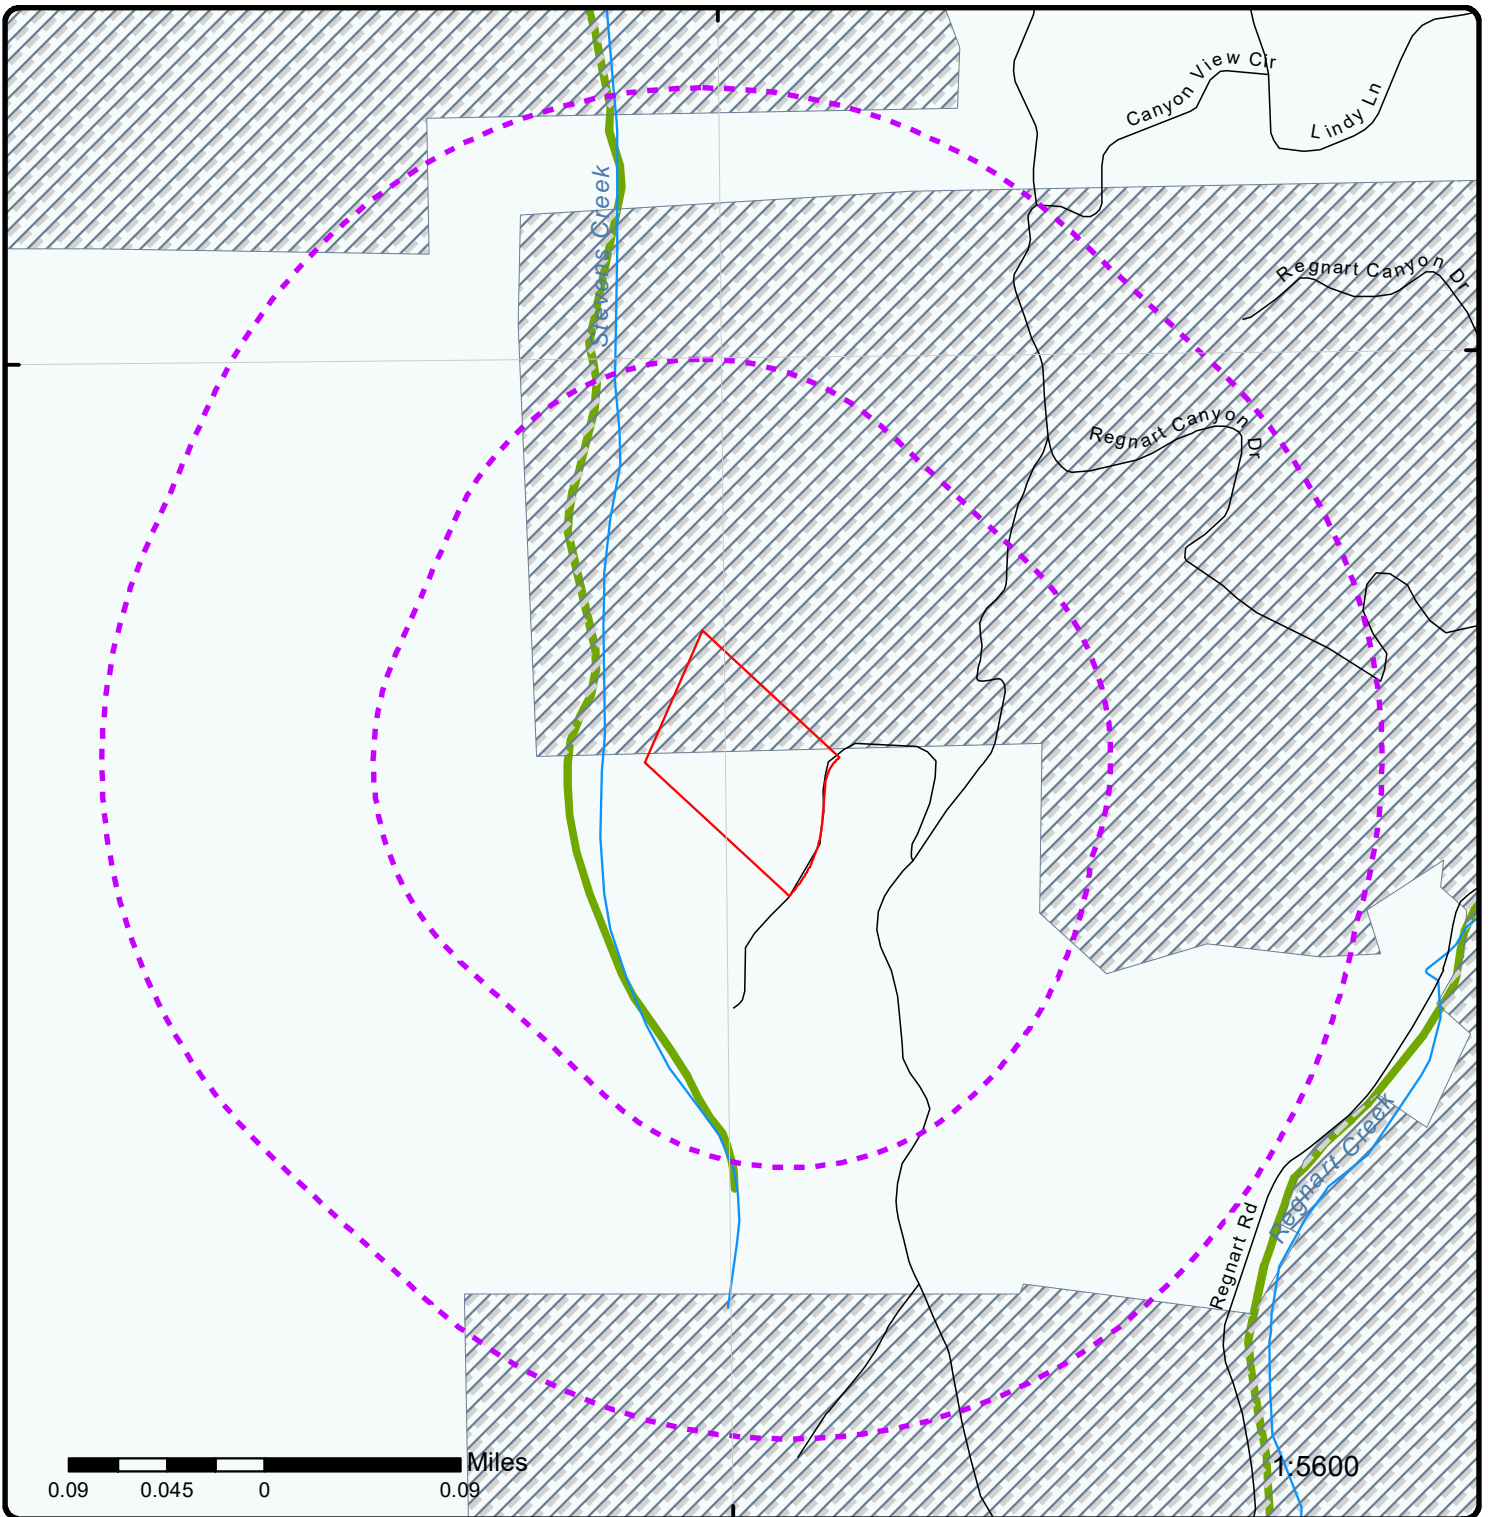 Canyon View Cir
Lindy Ln
Stevens Creek
Regnart Canyon Dr
Regnart Canyon Dr
Regnart Creek
Regnart Rd
Miles
1:5600
0.09 0.045 0 0.09